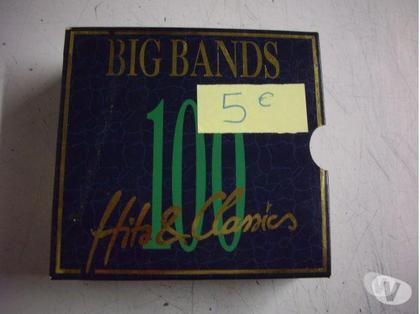 BIG BANDS
5 €
100
Hits & Classics